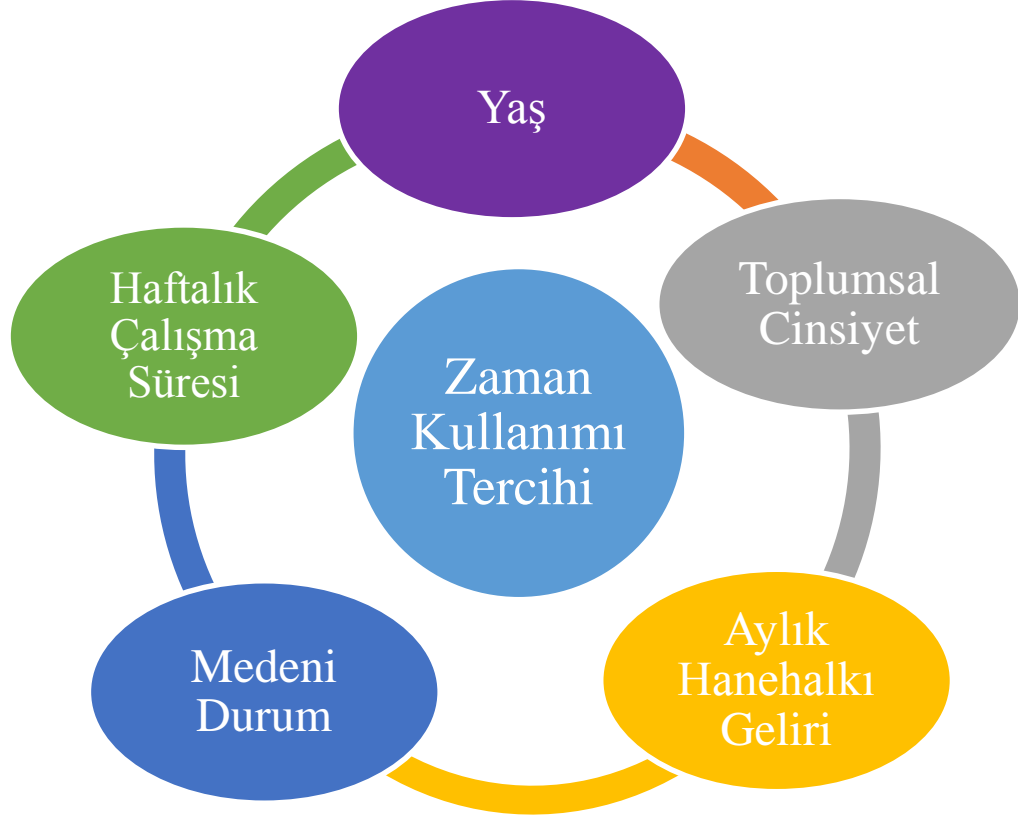 Yaş
Toplumsal
Cinsiyet
Aylık
Hanehalkı
Geliri
Medeni
Durum
Haftalık
Çalışma
Süresi
Zaman
Kullanımı
Tercihi